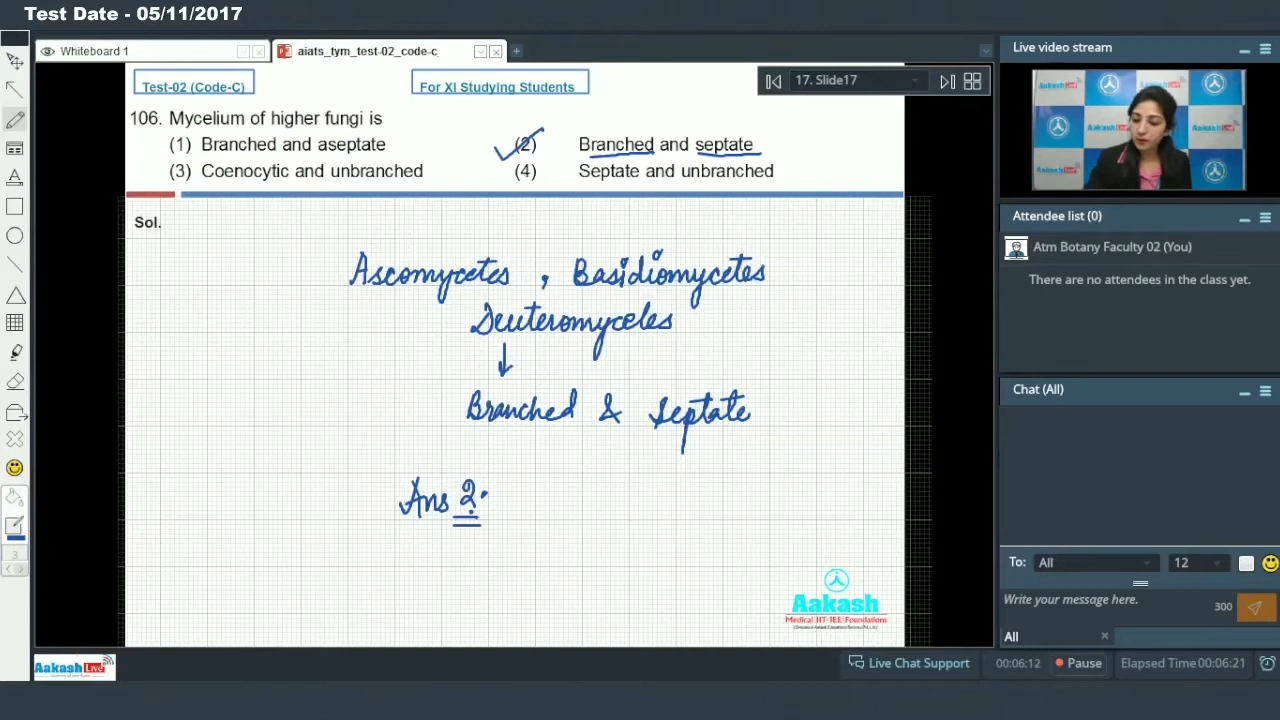 Test Date - 05/11/2017
Whiteboard 1
aiats_tym_test-02_code-c
Live video stream
Test-02 (Code-C)
For XI Studying Students
17. Slide17
106. Mycelium of higher fungi is
(1) Branched and aseptate
(2) Branched and septate
(3) Coenocytic and unbranched
(4) Septate and unbranched
Sol.
Ascomycetes , Basidiomycetes
Deuteromycetes
↓
Branched & Septate
Ans 2.
Aakash
Medical|IIT-JEE|Foundations
Aakash Live
Attendee list (0)
Atm Botany Faculty 02 (You)
There are no attendees in the class yet.
Chat (All)
To: All 12
Write your message here.
300
All
3
Live Chat Support
00:06:12
Pause
Elapsed Time 00:06:21